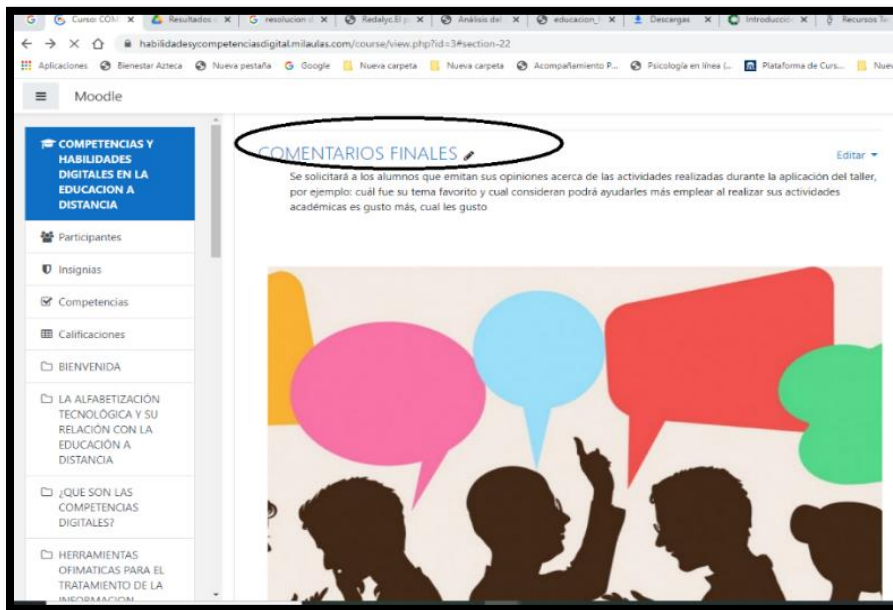 Curso: COM
Resultados
resolucion d
Redalyc.El p
Análisis del
educacion_
Descargas
Introducció
Recursos Te
habilidadesycompetenciasdigital.milaulas.com/course/view.php?id=3#section-22
Aplicaciones Bienestar Azteca Nueva pestaña Google Nueva carpeta Nueva carpeta Acompañamiento P... Psicología en línea (... Plataforma de Curs... Nuev
Moodle
COMPETENCIAS Y
HABILIDADES
DIGITALES EN LA
EDUCACION A
DISTANCIA
Participantes
Insignias
Competencias
Calificaciones
BIENVENIDA
LA ALFABETIZACIÓN
TECNOLÓGICA Y SU
RELACIÓN CON LA
EDUCACIÓN A
DISTANCIA
¿QUE SON LAS
COMPETENCIAS
DIGITALES?
HERRAMIENTAS
OFIMATICAS PARA EL
TRATAMIENTO DE LA
INFORMACION
COMENTARIOS FINALES
Editar
Se solicitará a los alumnos que emitan sus opiniones acerca de las actividades realizadas durante la aplicación del taller,
por ejemplo: cuál fue su tema favorito y cual consideran podrá ayudarles más emplear al realizar sus actividades
académicas es gusto más, cual les gusto